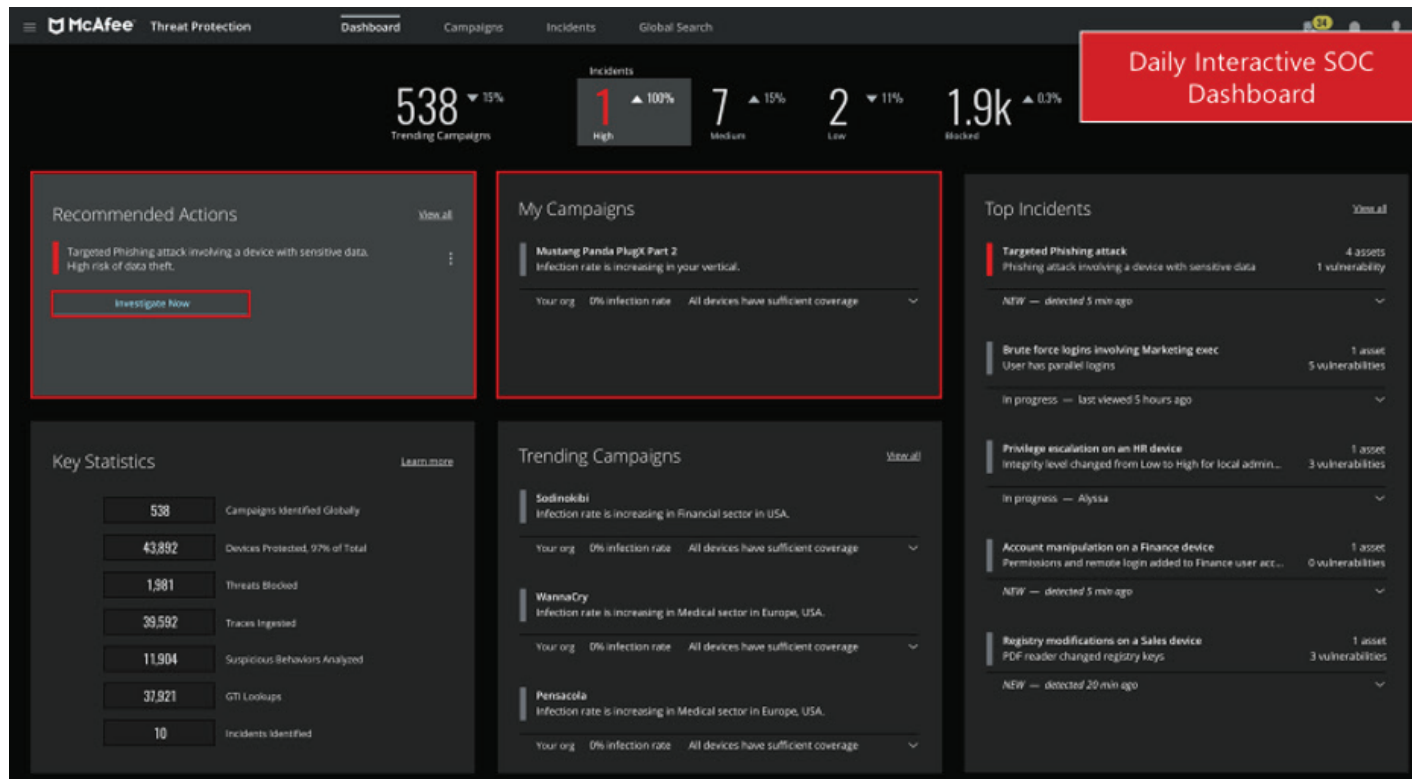 McAfee Threat Protection Dashboard Campaigns Incidents Global Search 34
Daily Interactive SOC
Dashboard
Incidents
538 15%
Trending Campaigns
1 100%
High
7 15%
Medium
2 11%
Low
1.9k 0.3%
Blocked
Recommended Actions View all
Targeted Phishing attack involving a device with sensitive data.
High risk of data theft.
Investigate Now
My Campaigns
Mustang Panda PlugX Part 2
Infection rate is increasing in your vertical.
Your org 0% infection rate All devices have sufficient coverage
Top Incidents View all
Targeted Phishing attack 4 assets
Phishing attack involving a device with sensitive data 1 vulnerability
NEW — detected 5 min ago
Brute force logins involving Marketing exec 1 asset
User has parallel logins 5 vulnerabilities
In progress — last viewed 5 hours ago
Privilege escalation on an HR device 1 asset
Integrity level changed from Low to High for local admin... 3 vulnerabilities
In progress — Alyssa
Account manipulation on a Finance device 1 asset
Permissions and remote login added to Finance user acc... 0 vulnerabilities
NEW — detected 5 min ago
Registry modifications on a Sales device 1 asset
PDF reader changed registry keys 3 vulnerabilities
NEW — detected 20 min ago
Key Statistics Learn more
538 Campaigns Identified Globally
43,892 Devices Protected, 97% of Total
1,981 Threats Blocked
39,592 Traces Ingested
11,904 Suspicious Behaviors Analyzed
37,921 GTI Lookups
10 Incidents Identified
Trending Campaigns View all
Sodinokibi
Infection rate is increasing in Financial sector in USA.
Your org 0% infection rate All devices have sufficient coverage
WannaCry
Infection rate is increasing in Medical sector in Europe, USA.
Your org 0% infection rate All devices have sufficient coverage
Pensacola
Infection rate is increasing in Medical sector in Europe, USA.
Your org 0% infection rate All devices have sufficient coverage